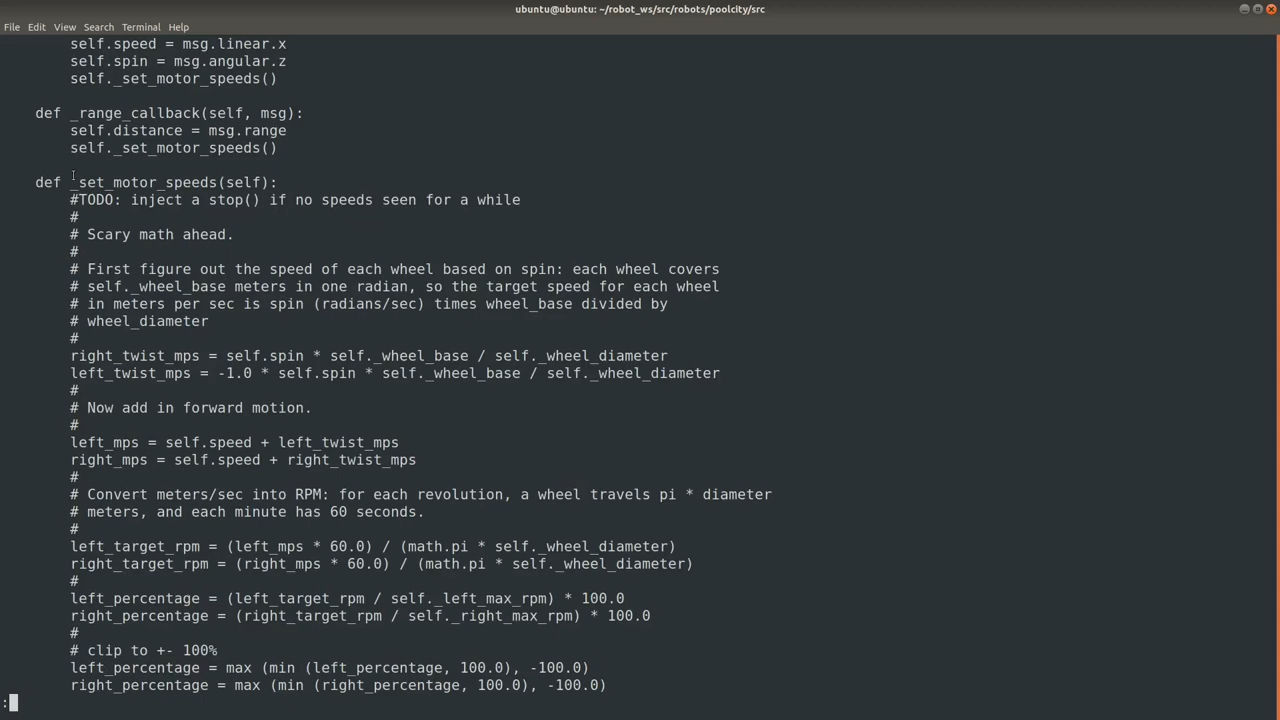 ubuntu@ubuntu: ~/robot_ws/src/robots/poolcity/src
File Edit View Search Terminal Help
        self.speed = msg.linear.x
        self.spin = msg.angular.z
        self._set_motor_speeds()
    def _range_callback(self, msg):
        self.distance = msg.range
        self._set_motor_speeds()
    def _set_motor_speeds(self):
        #TODO: inject a stop() if no speeds seen for a while
        #
        # Scary math ahead.
        #
        # First figure out the speed of each wheel based on spin: each wheel covers
        # self._wheel_base meters in one radian, so the target speed for each wheel
        # in meters per sec is spin (radians/sec) times wheel_base divided by
        # wheel_diameter
        #
        right_twist_mps = self.spin * self._wheel_base / self._wheel_diameter
        left_twist_mps = -1.0 * self.spin * self._wheel_base / self._wheel_diameter
        #
        # Now add in forward motion.
        #
        left_mps = self.speed + left_twist_mps
        right_mps = self.speed + right_twist_mps
        #
        # Convert meters/sec into RPM: for each revolution, a wheel travels pi * diameter
        # meters, and each minute has 60 seconds.
        #
        left_target_rpm = (left_mps * 60.0) / (math.pi * self._wheel_diameter)
        right_target_rpm = (right_mps * 60.0) / (math.pi * self._wheel_diameter)
        #
        left_percentage = (left_target_rpm / self._left_max_rpm) * 100.0
        right_percentage = (right_target_rpm / self._right_max_rpm) * 100.0
        #
        # clip to +- 100%
        left_percentage = max (min (left_percentage, 100.0), -100.0)
        right_percentage = max (min (right_percentage, 100.0), -100.0)
: